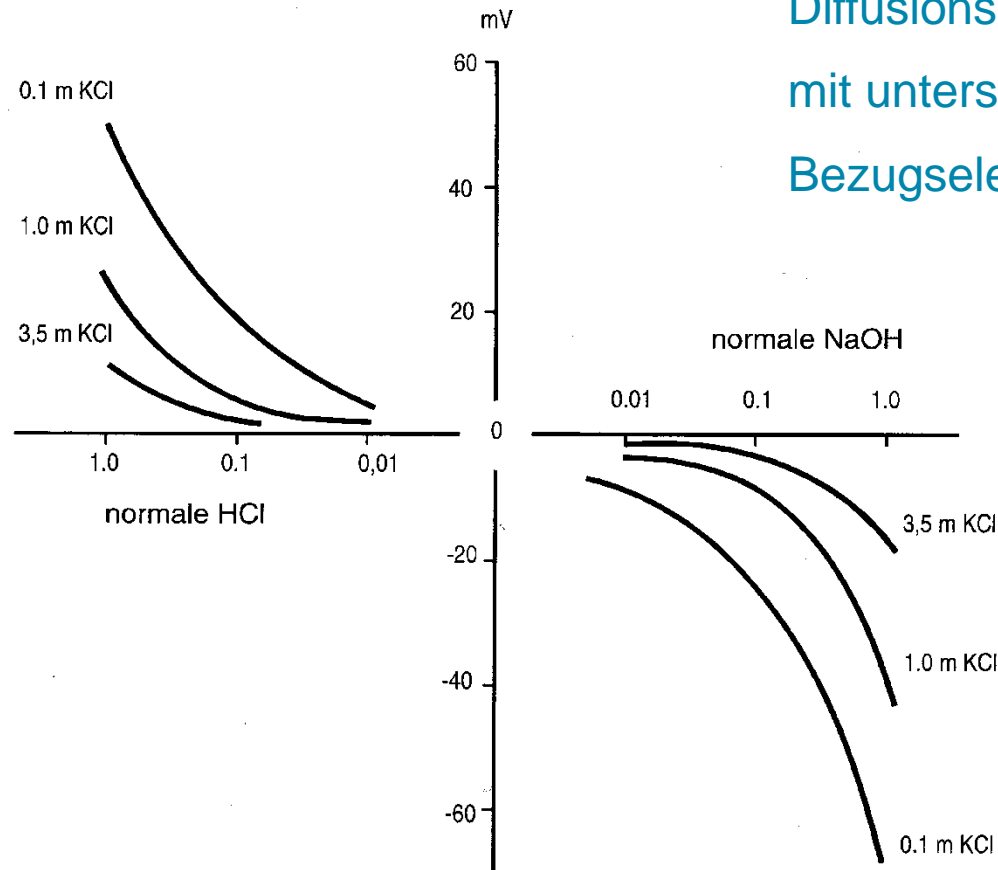 Diffusions
mit unters
Bezugsele
mV
60
40
20
0
-20
-40
-60
0.1 m KCl
1.0 m KCl
3,5 m KCl
1.0 0.1 0,01
normale HCl
normale NaOH
0.01 0.1 1.0
3,5 m KCl
1.0 m KCl
0.1 m KCl